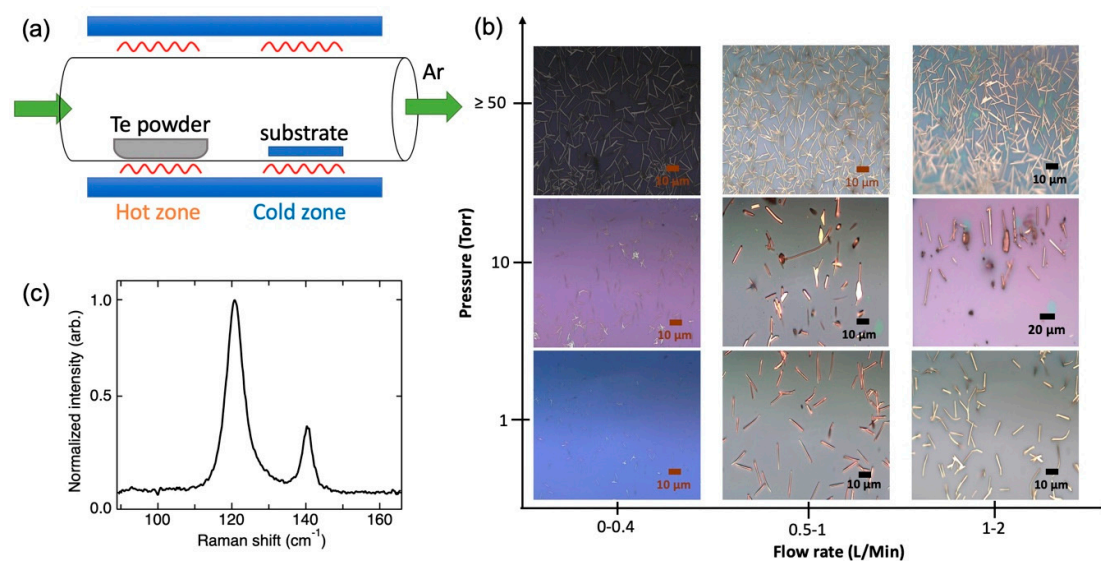 (a)
Ar
Te powder
substrate
Hot zone
Cold zone
(b)
Pressure (Torr)
≥ 50
10
1
10 µm
10 µm
10 µm
10 µm
10 µm
20 µm
10 µm
10 µm
10 µm
0-0.4
0.5-1
1-2
Flow rate (L/Min)
(c)
Normalized intensity (arb.)
1.0
0.5
0.0
100
120
140
160
Raman shift (cm⁻¹)